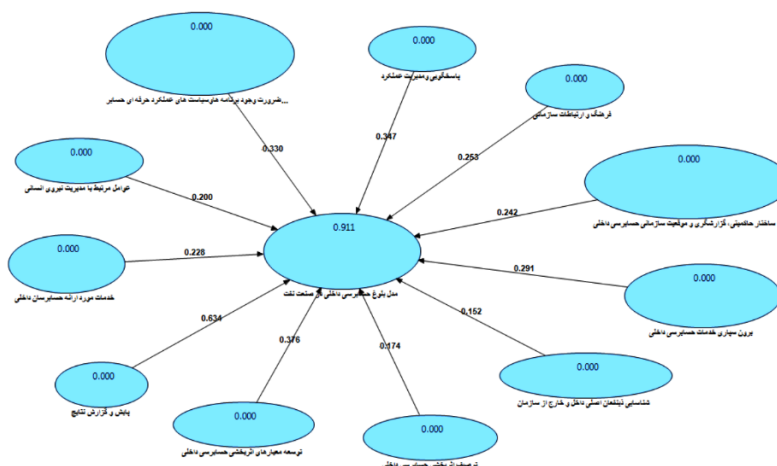 0.000
ضرورت وجود برنامه های،سیاست های عملکرد حرفه ای حسابر...
0.000
پاسخگویی و مدیریت عملکرد
0.000
فرهنگ و ارتباطات سازمانی
0.330
0.347
0.253
0.000
عوامل مرتبط با مدیریت نیروی انسانی
0.200
0.000
ساختار حاکمیتی، گزارشگری و موقعیت سازمانی حسابرسی داخلی
0.242
0.911
مدل بلوغ حسابرسی داخلی در صنعت نفت
0.000
خدمات مورد ارائه حسابرسان داخلی
0.228
0.000
برون سپاری خدمات حسابرسی داخلی
0.291
0.634
0.376
0.174
0.152
0.000
پایش و گزارش نتایج
0.000
توسعه معیارهای اثربخشی حسابرسی داخلی
0.000
اثربخشی حسابرسی داخلی
0.000
شناسایی ذینفعان اصلی داخل و خارج از سازمان